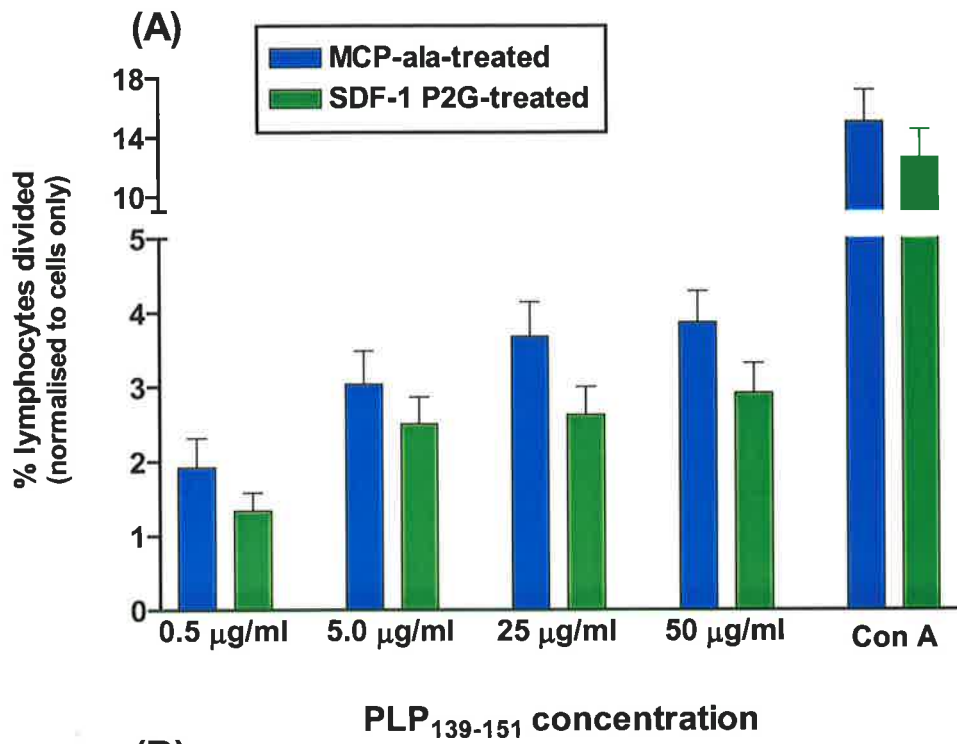 (A)
MCP-ala-treated
SDF-1 P2G-treated
18
14
10
5
4
3
2
1
0
% lymphocytes divided
(normalised to cells only)
0.5 µg/ml 5.0 µg/ml 25 µg/ml 50 µg/ml Con A
PLP139-151 concentration
(B)